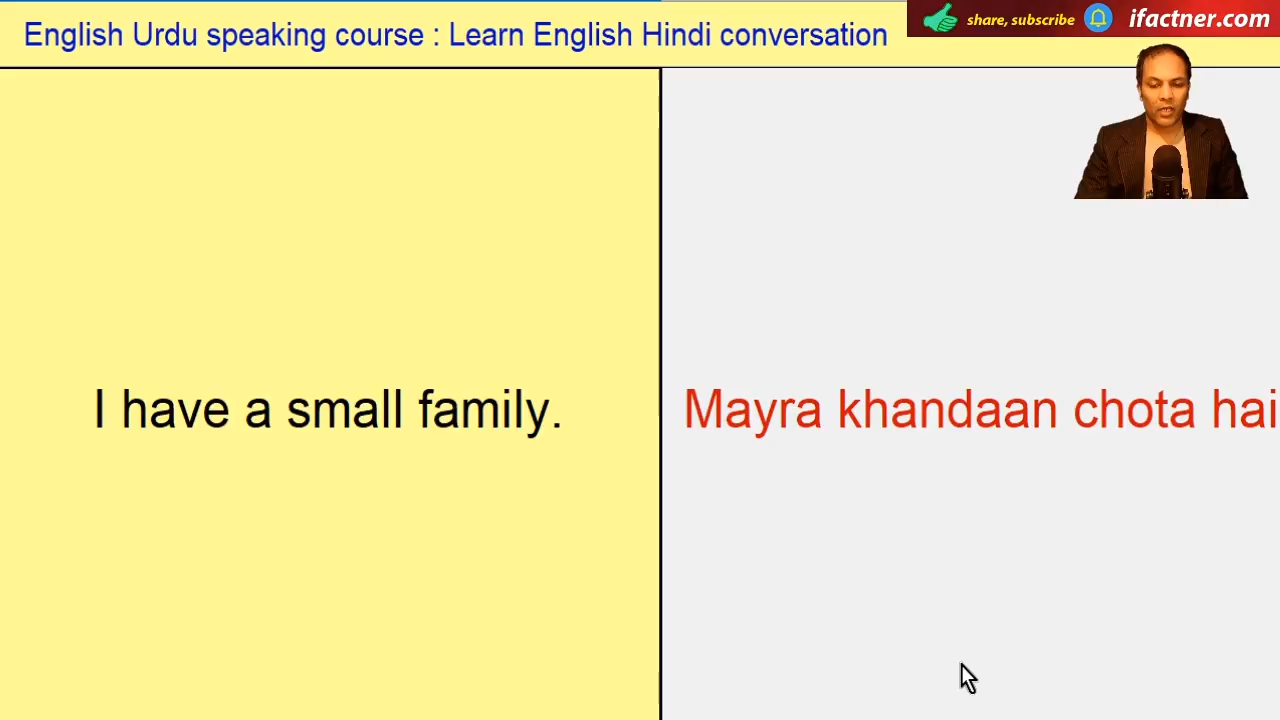 English Urdu speaking course : Learn English Hindi conversation
share, subscribe
ifactner.com
I have a small family.
Mayra khandaan chota hai